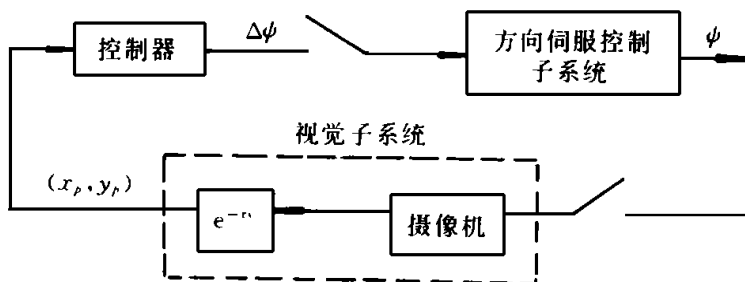 控制器
Δψ
方向伺服控制
子系统
ψ
视觉子系统
(x_p, y_p)
摄像机